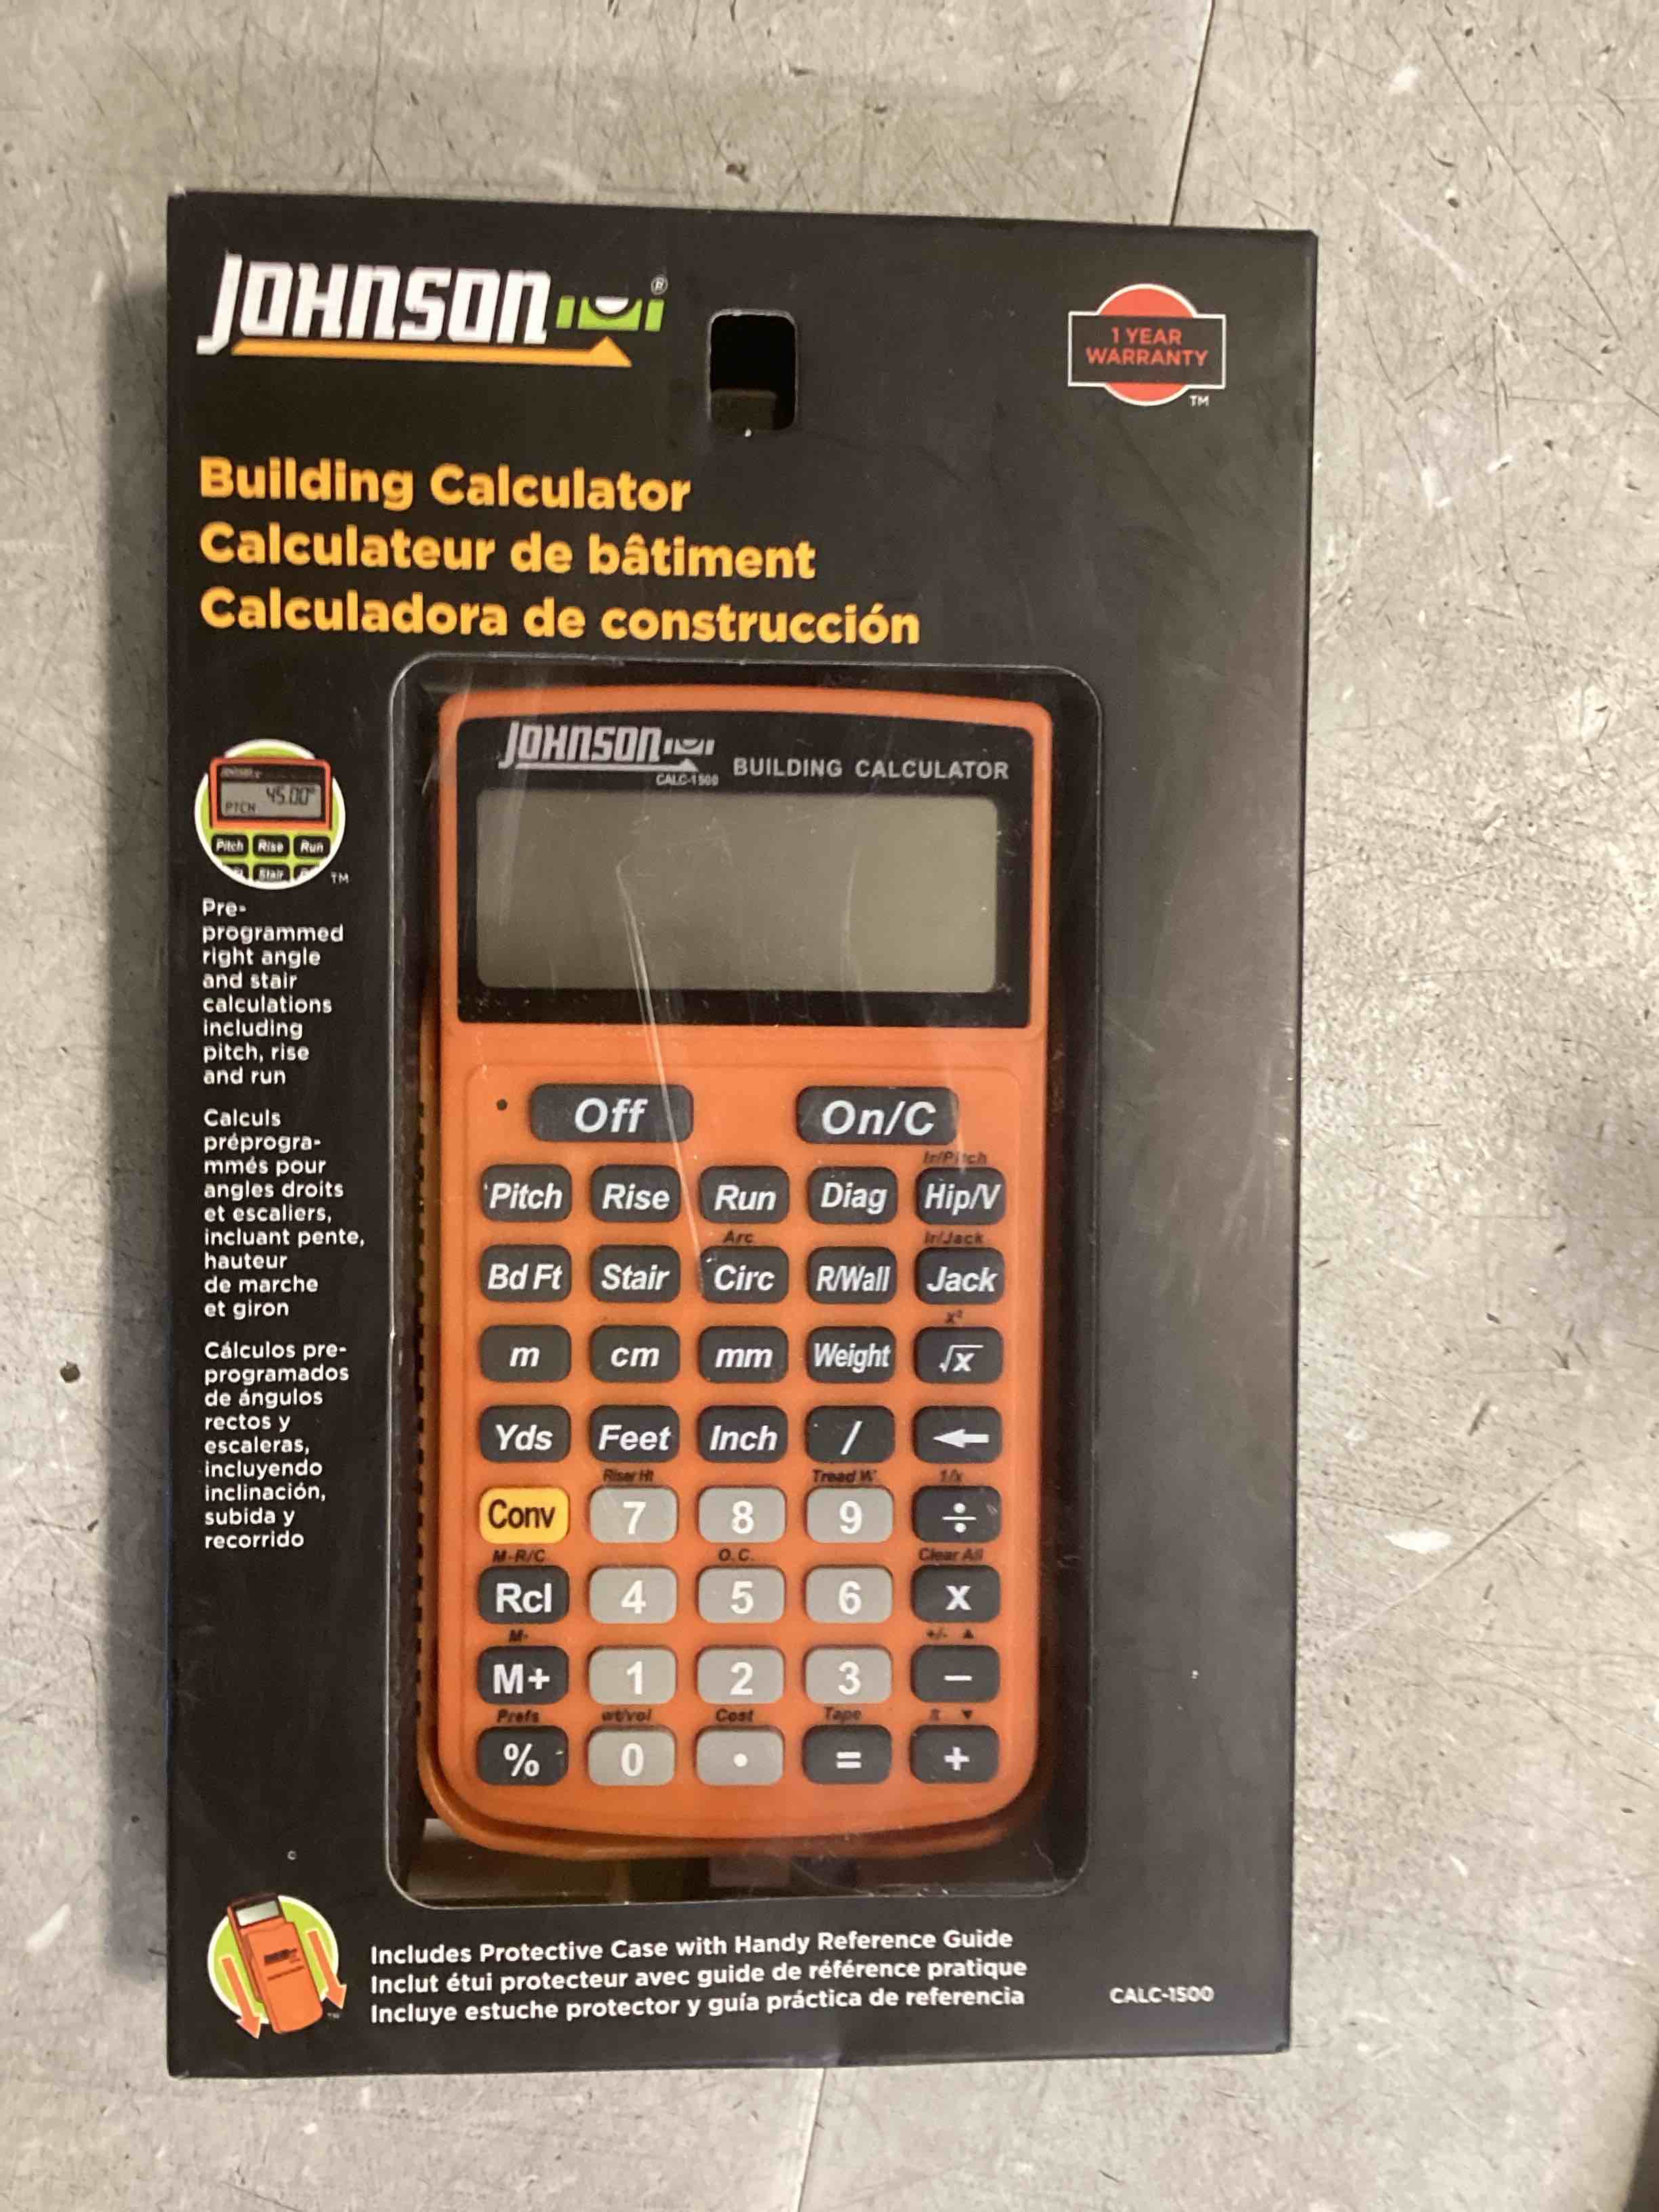 JOHNSON®
1 YEAR
WARRANTY
TM
Building Calculator
Calculateur de bâtiment
Calculadora de construcción
JOHNSON
CALC-1500
BUILDING CALCULATOR
45.00°
PTCH
Pitch Rise Run
Stair
TM
Pre-
programmed
right angle
and stair
calculations
including
pitch, rise
and run
Calculs
préprogra-
mmés pour
angles droits
et escaliers,
incluant pente,
hauteur
de marche
et giron
Cálculos pre-
programados
de ángulos
rectos y
escaleras,
incluyendo
inclinación,
subida y
recorrido
Off On/C
Ir/Pitch
Pitch Rise Run Diag Hip/V
Arc Ir/Jack
Bd Ft Stair Circ R/Wall Jack
x²
m cm mm Weight √x
Yds Feet Inch / ←
Riser Ht Tread W 1/x
Conv 7 8 9 ÷
M-R/C O.C. Clear All
Rcl 4 5 6 x
M- +/- ▲
M+ 1 2 3 −
Prefs wt/vol Cost Tape π ▼
% 0 • = +
Includes Protective Case with Handy Reference Guide
Inclut étui protecteur avec guide de référence pratique
Incluye estuche protector y guía práctica de referencia
TM
CALC-1500